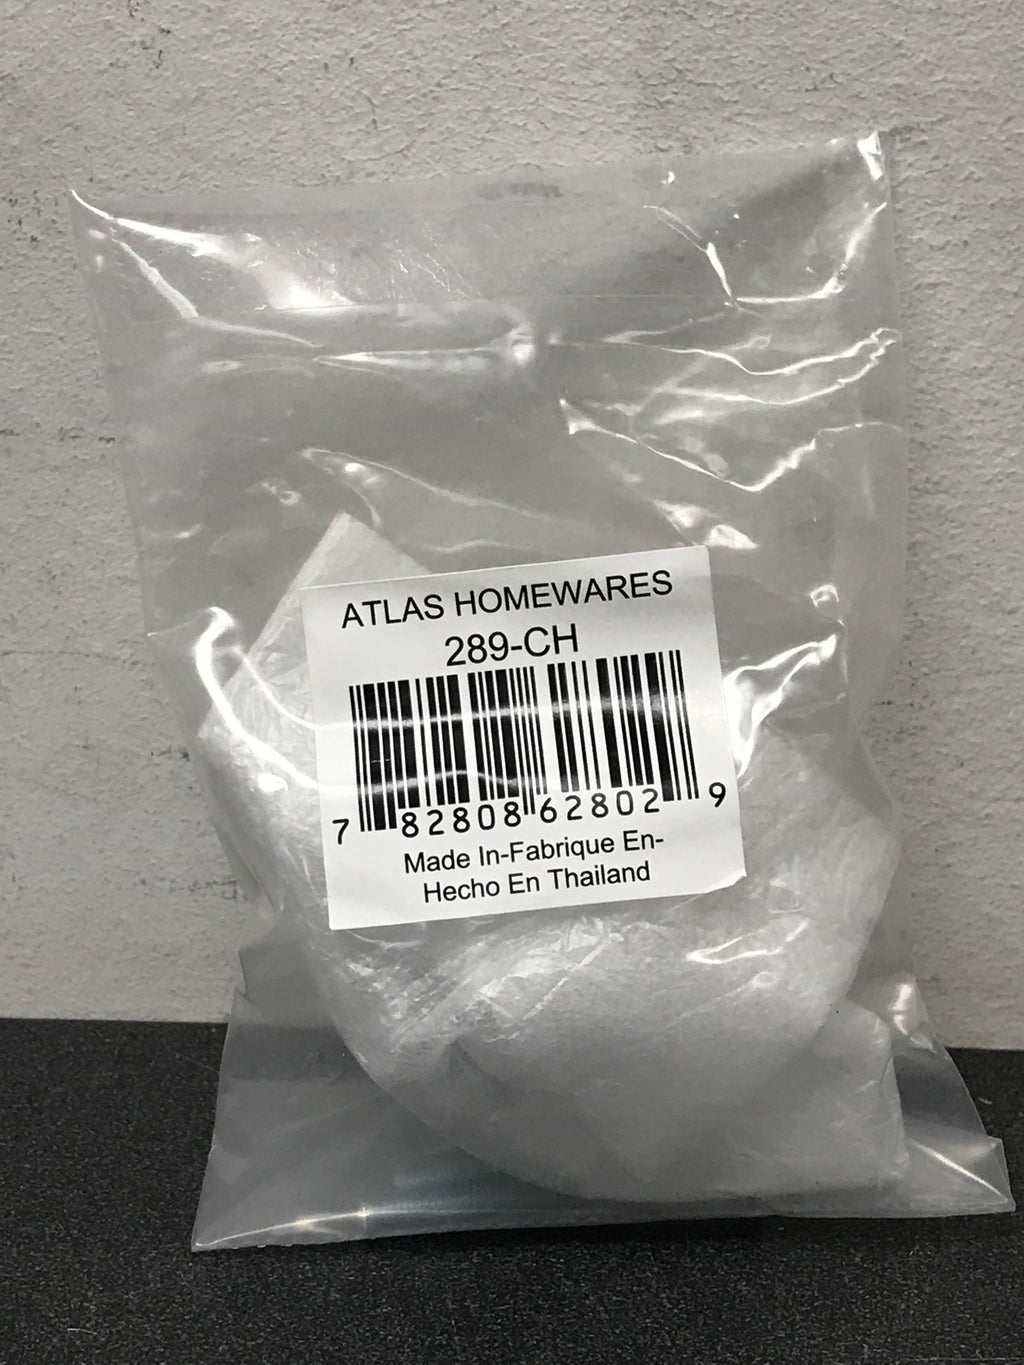 ATLAS HOMEWARES
289-CH
7 82808 62802 9
Made In-Fabrique En-
Hecho En Thailand